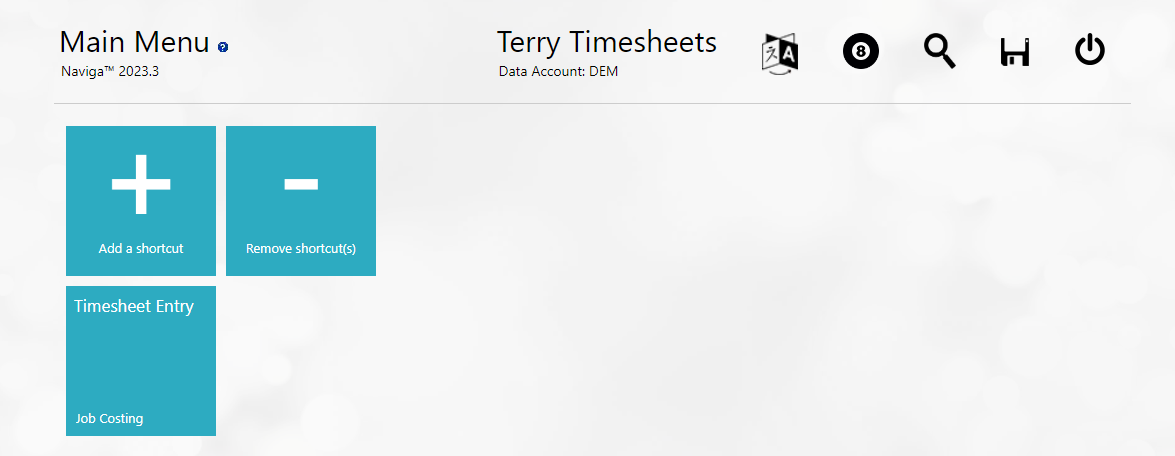 Main Menu ?
Naviga™ 2023.3
Terry Timesheets
Data Account: DEM
A
8
+
Add a shortcut
-
Remove shortcut(s)
Timesheet Entry
Job Costing